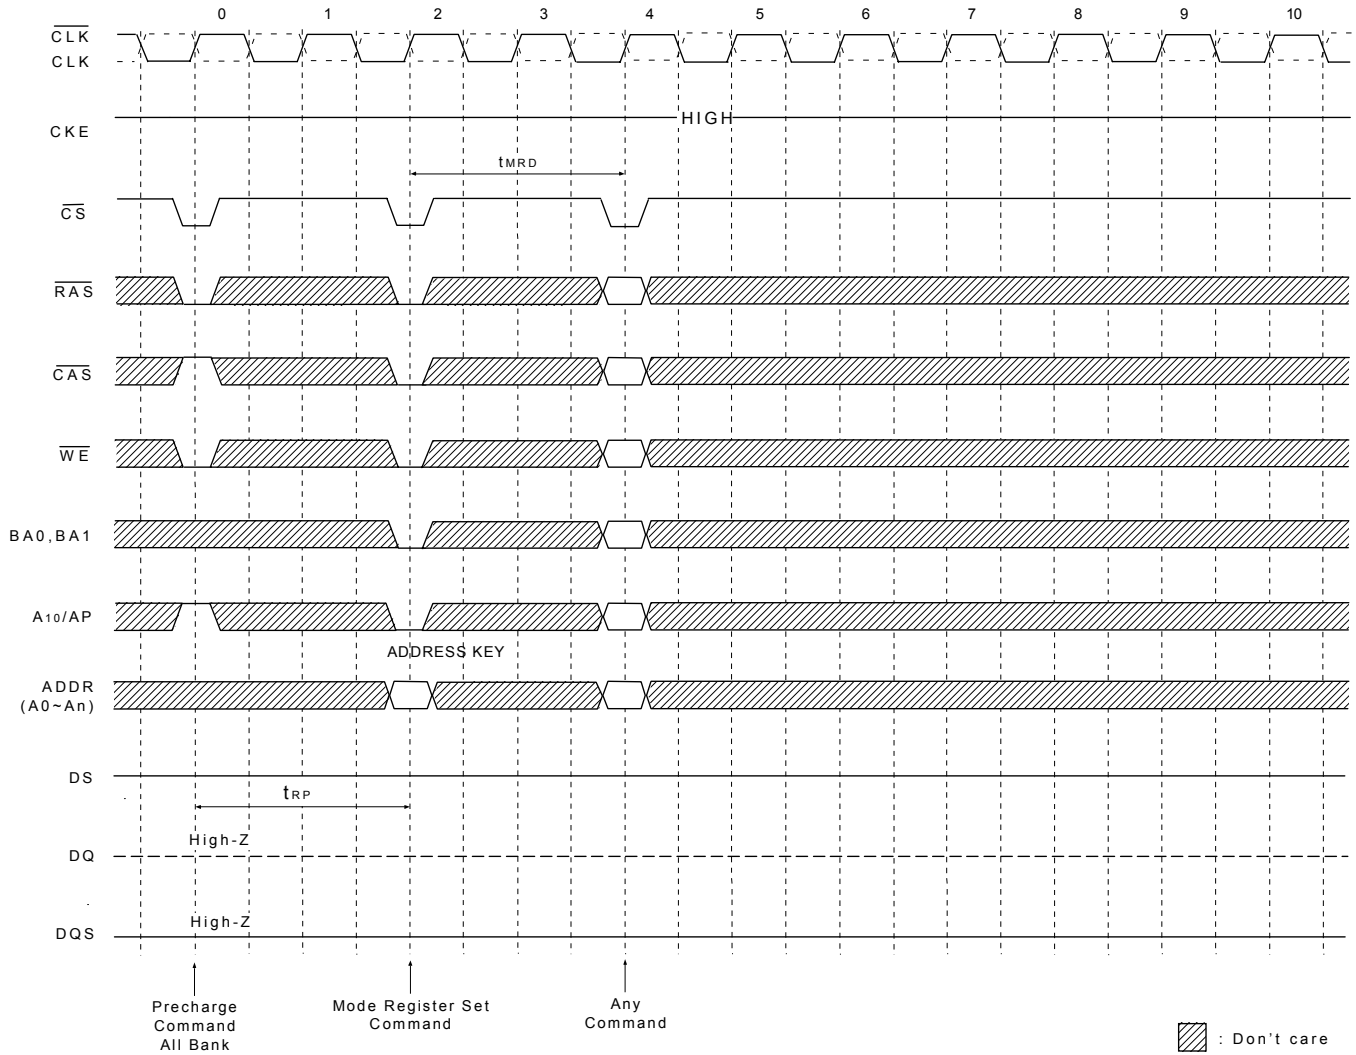 0 1 2 3 4 5 6 7 8 9 10
CLK
CLK
CKE
HIGH
tMRD
CS
RAS
CAS
WE
BA0,BA1
A10/AP
ADDRESS KEY
ADDR
(A0~An)
DS
tRP
High-Z
DQ
High-Z
DQS
Precharge
Command
All Bank
Mode Register Set
Command
Any
Command
: Don't care